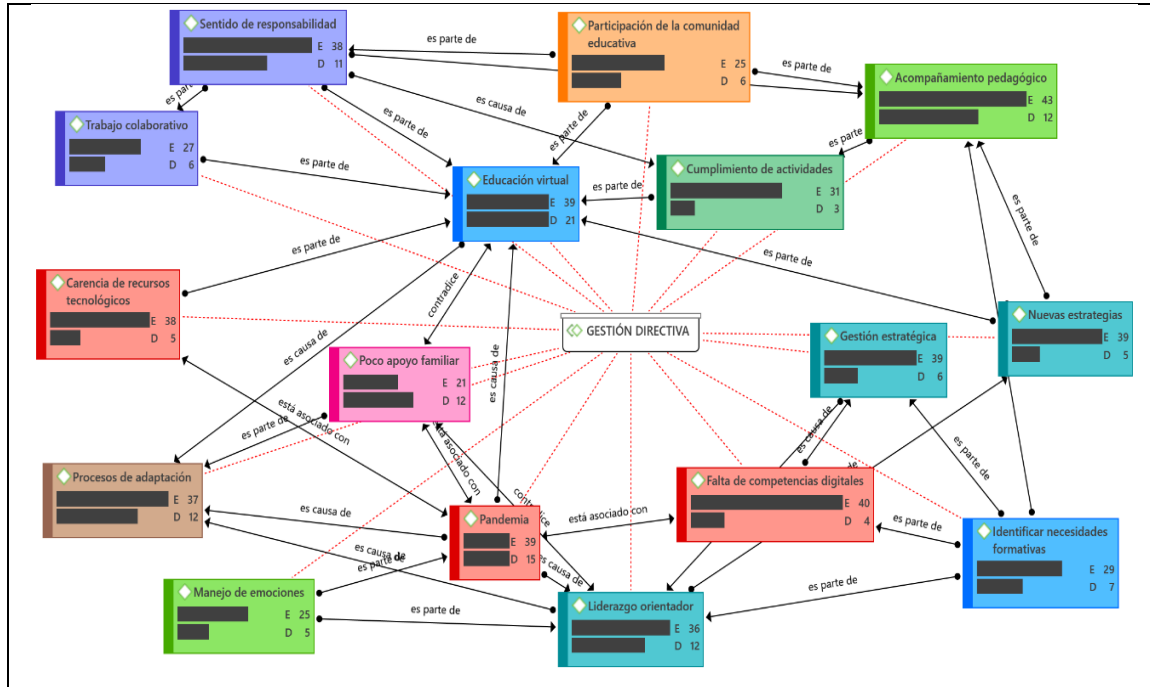 Sentido de responsabilidad
E 38
D 11
Participación de la comunidad
educativa
E 25
D 6
es parte de
es parte de
Acompañamiento pedagógico
E 43
D 12
es parte
Trabajo colaborativo
E 27
D 6
es parte de
es causa de
es parte de
es parte
es parte de
Educación virtual
E 39
D 21
es parte de
Cumplimiento de actividades
E 31
D 3
es parte de
es parte de
es parte de
Carencia de recursos
tecnológicos
E 38
D 5
contradice
GESTIÓN DIRECTIVA
Nuevas estrategias
E 39
D 5
Gestión estratégica
E 39
D 6
es causa de
es causa de
Poco apoyo familiar
E 21
D 12
está asociado con
es parte de
está asociado con
es causa de
es parte de
Procesos de adaptación
E 37
D 12
Falta de competencias digitales
E 40
D 4
contradice
es causa de
Pandemia
E 39
D 15
está asociado con
es parte de
Identificar necesidades
formativas
E 29
D 7
es causa de
es parte de
es causa de
es parte de
Manejo de emociones
E 25
D 5
es parte de
Liderazgo orientador
E 36
D 12